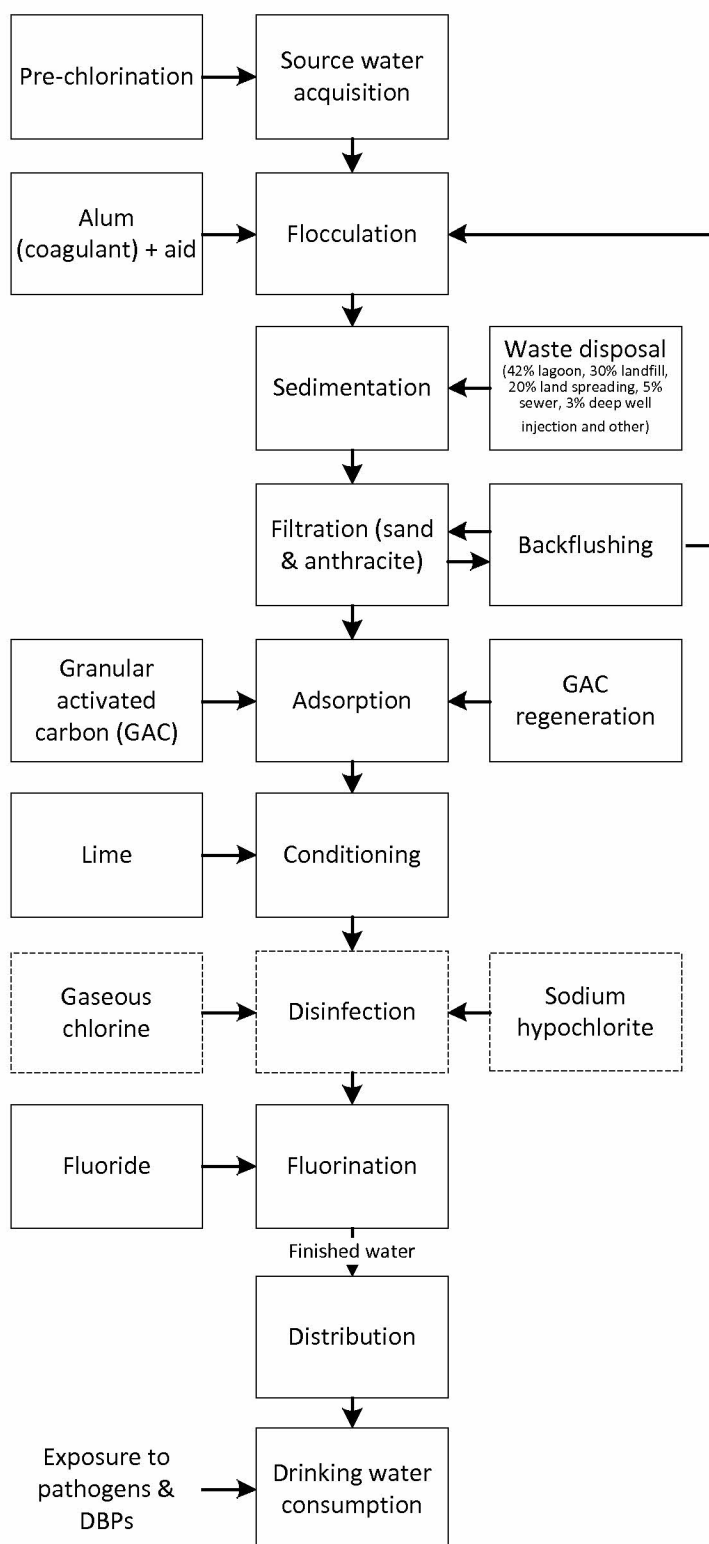 Pre-chlorination
Source water
acquisition
Alum
(coagulant) + aid
Flocculation
Sedimentation
Waste disposal
(42% lagoon, 30% landfill,
20% land spreading, 5%
sewer, 3% deep well
injection and other)
Filtration (sand
& anthracite)
Backflushing
Granular
activated
carbon (GAC)
Adsorption
GAC
regeneration
Lime
Conditioning
Gaseous
chlorine
Disinfection
Sodium
hypochlorite
Fluoride
Fluorination
Finished water
Distribution
Exposure to
pathogens &
DBPs
Drinking water
consumption